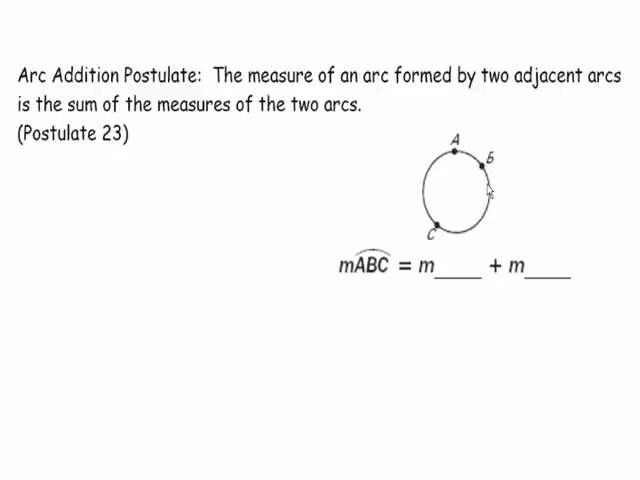 Arc Addition Postulate: The measure of an arc formed by two adjacent arcs
is the sum of the measures of the two arcs.
(Postulate 23)
A
B
C
mABC = m____ + m____